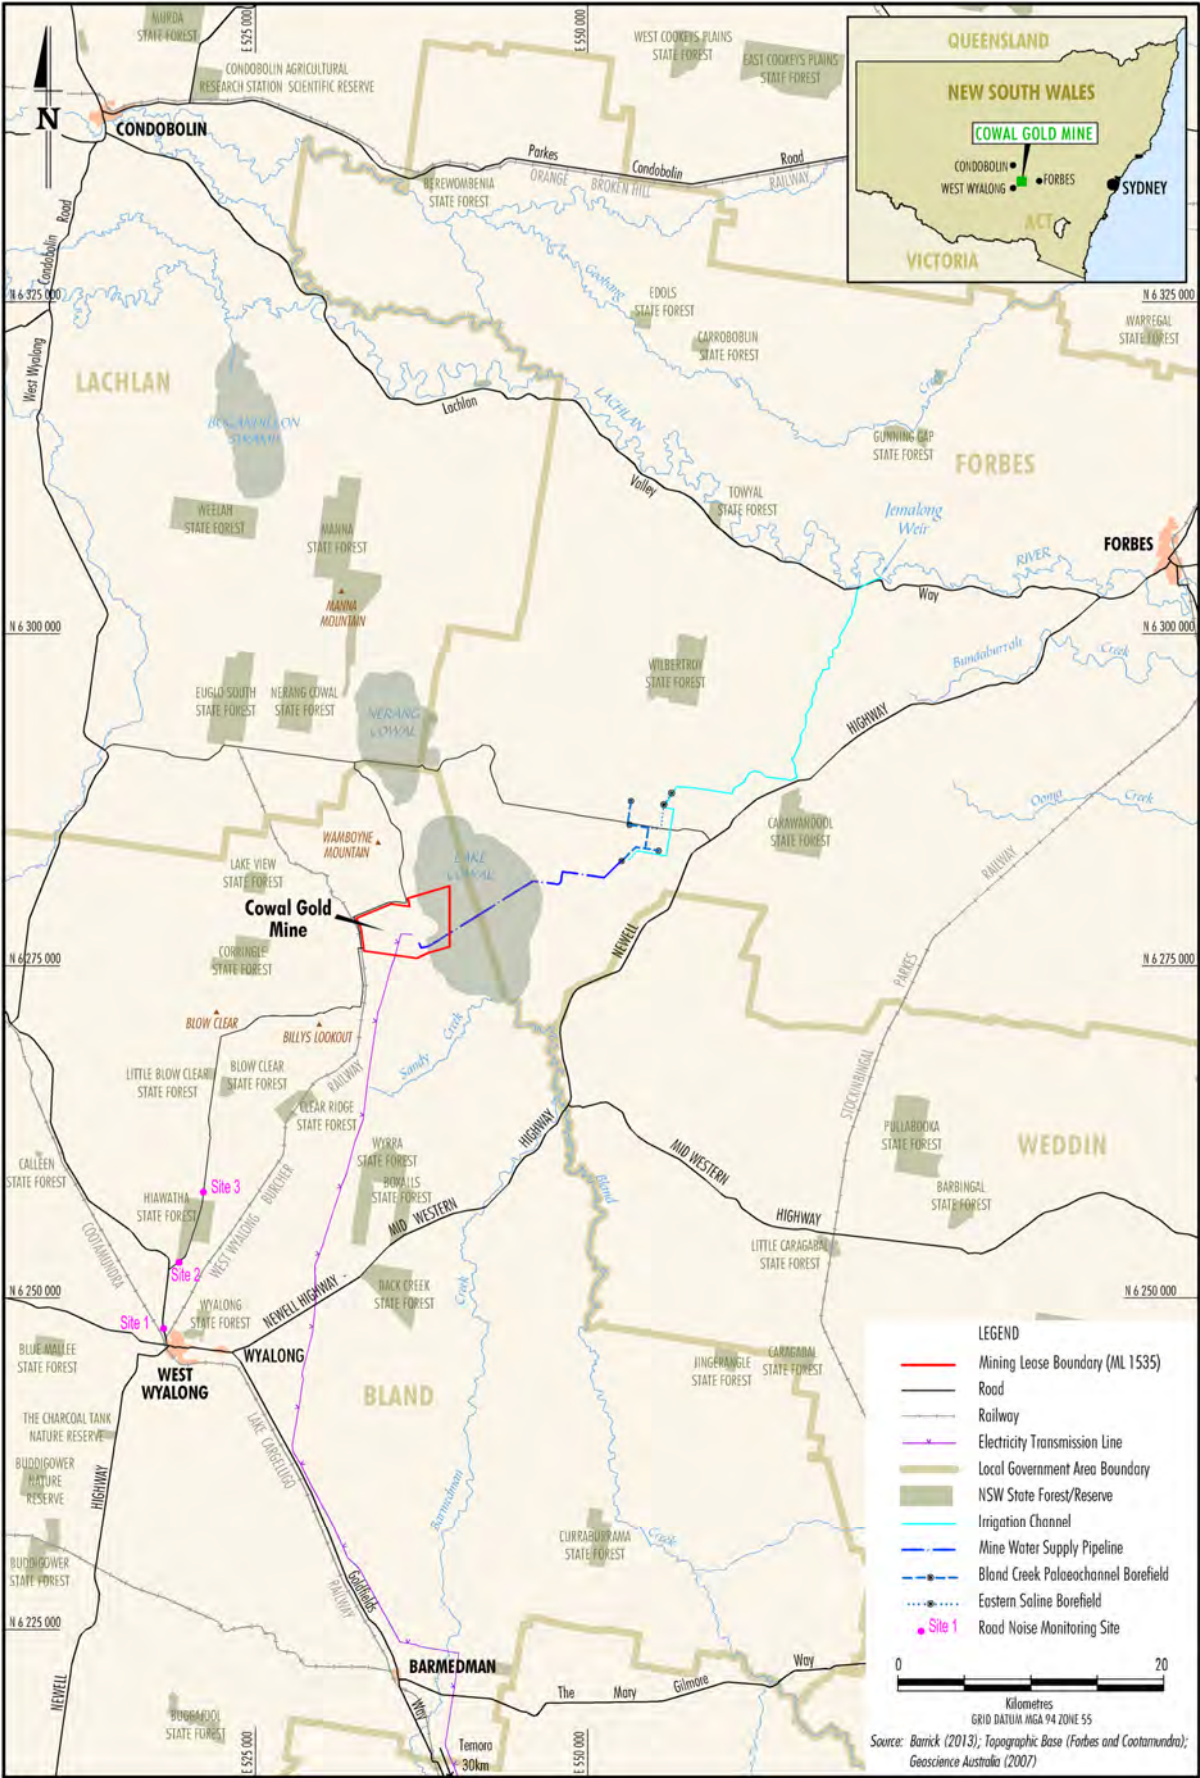 MURDA
STATE FOREST
E 525 000
E 550 000
WEST COOKEYS PLAINS
STATE FOREST
EAST COOKEYS PLAINS
STATE FOREST
CONDOBOLIN AGRICULTURAL
RESEARCH STATION SCIENTIFIC RESERVE
N
CONDOBOLIN
QUEENSLAND
NEW SOUTH WALES
COWAL GOLD MINE
CONDOBOLIN
FORBES
WEST WYALONG
SYDNEY
ACT
VICTORIA
Parkes
Condobolin
Road
ORANGE
BROKEN HILL
RAILWAY
BEREWOMBENIA
STATE FOREST
Condobolin
Road
N 6 325 000
N 6 325 000
Goobang
EDOLS
STATE FOREST
CARROBOBLIN
STATE FOREST
WARREGAL
STATE FOREST
West Wyalong
LACHLAN
Creek
Lachlan
LACHLAN
BOGANDILLON
SWAMP
GUNNING GAP
STATE FOREST
FORBES
Valley
TOWYAL
STATE FOREST
WEELAH
STATE FOREST
MANNA
STATE FOREST
Jemalong
Weir
FORBES
RIVER
Way
MANNA
MOUNTAIN
N 6 300 000
N 6 300 000
Bundaburrah
Creek
WILBERTROY
STATE FOREST
EUGLO SOUTH
STATE FOREST
NERANG COWAL
STATE FOREST
NERANG
COWAL
HIGHWAY
Ooma
Creek
WAMBOYNE
MOUNTAIN
CARAWANDOOL
STATE FOREST
LAKE VIEW
STATE FOREST
LAKE
COWAL
RAILWAY
Cowal Gold
Mine
NEWELL
CORRINGLE
STATE FOREST
N 6 275 000
N 6 275 000
PARKES
BLOW CLEAR
BILLYS LOOKOUT
Sandy
Creek
LITTLE BLOW CLEAR
STATE FOREST
BLOW CLEAR
STATE FOREST
RAILWAY
CLEAR RIDGE
STATE FOREST
STOCKINBINGAL
HIGHWAY
PULLABOOKA
STATE FOREST
WEDDIN
WYRRA
STATE FOREST
MID WESTERN
CALLEEN
STATE FOREST
BOXALLS
STATE FOREST
Bland
BARBINGAL
STATE FOREST
Site 3
HIAWATHA
STATE FOREST
BURCHER
MID WESTERN
HIGHWAY
COOTAMUNDRA
WEST WYALONG
LITTLE CARAGABAL
STATE FOREST
Site 2
N 6 250 000
N 6 250 000
BACK CREEK
STATE FOREST
Creek
NEWELL HIGHWAY
WYALONG
STATE FOREST
Site 1
BLUE MALLEE
STATE FOREST
WYALONG
WEST
WYALONG
JINGERANGLE
STATE FOREST
CARAGABAL
STATE FOREST
BLAND
THE CHARCOAL TANK
NATURE RESERVE
LAKE CARGELLIGO
BUDDIGOWER
NATURE
RESERVE
HIGHWAY
Barmedman
CURRABURRAMA
STATE FOREST
Creek
BUDDIGOWER
STATE FOREST
Goldfields
RAILWAY
N 6 225 000
BARMEDMAN
NEWELL
The
Mary
Gilmore
Way
Way
BUGGAJOOL
STATE FOREST
E 525 000
E 550 000
Temora
30km
LEGEND
Mining Lease Boundary (ML 1535)
Road
Railway
Electricity Transmission Line
Local Government Area Boundary
NSW State Forest/Reserve
Irrigation Channel
Mine Water Supply Pipeline
Bland Creek Palaeochannel Borefield
Eastern Saline Borefield
Site 1 Road Noise Monitoring Site
0 20
Kilometres
GRID DATUM MGA 94 ZONE 55
Source: Barrick (2013); Topographic Base (Forbes and Cootamundra);
Geoscience Australia (2007)